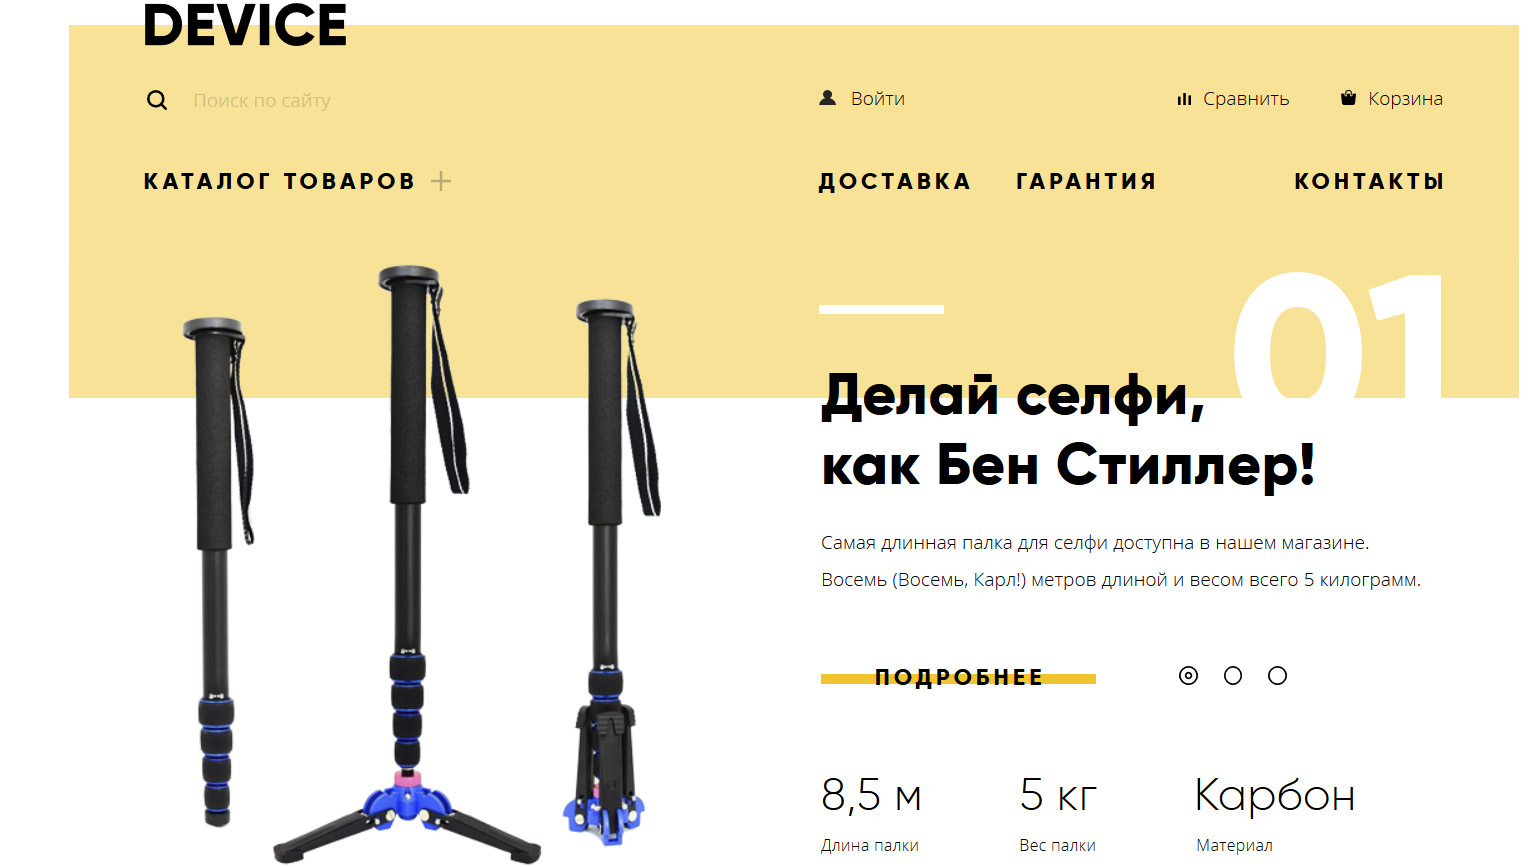 DEVICE
Поиск по сайту
Войти
Сравнить
Корзина
КАТАЛОГ ТОВАРОВ +
ДОСТАВКА
ГАРАНТИЯ
КОНТАКТЫ
01
Делай селфи,
как Бен Стиллер!
Самая длинная палка для селфи доступна в нашем магазине.
Восемь (Восемь, Карл!) метров длиной и весом всего 5 килограмм.
ПОДРОБНЕЕ
8,5 м
5 кг
Карбон
Длина палки
Вес палки
Материал